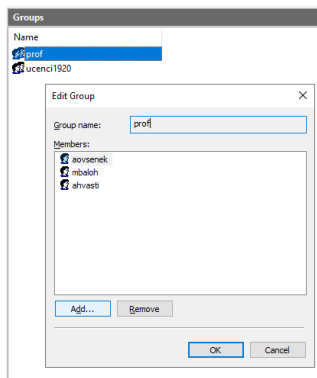 Groups
Name
prof
ucenci1920
Edit Group
Group name: prof
Members:
aovsenek
mbaloh
ahvasti
Add... Remove
OK Cancel